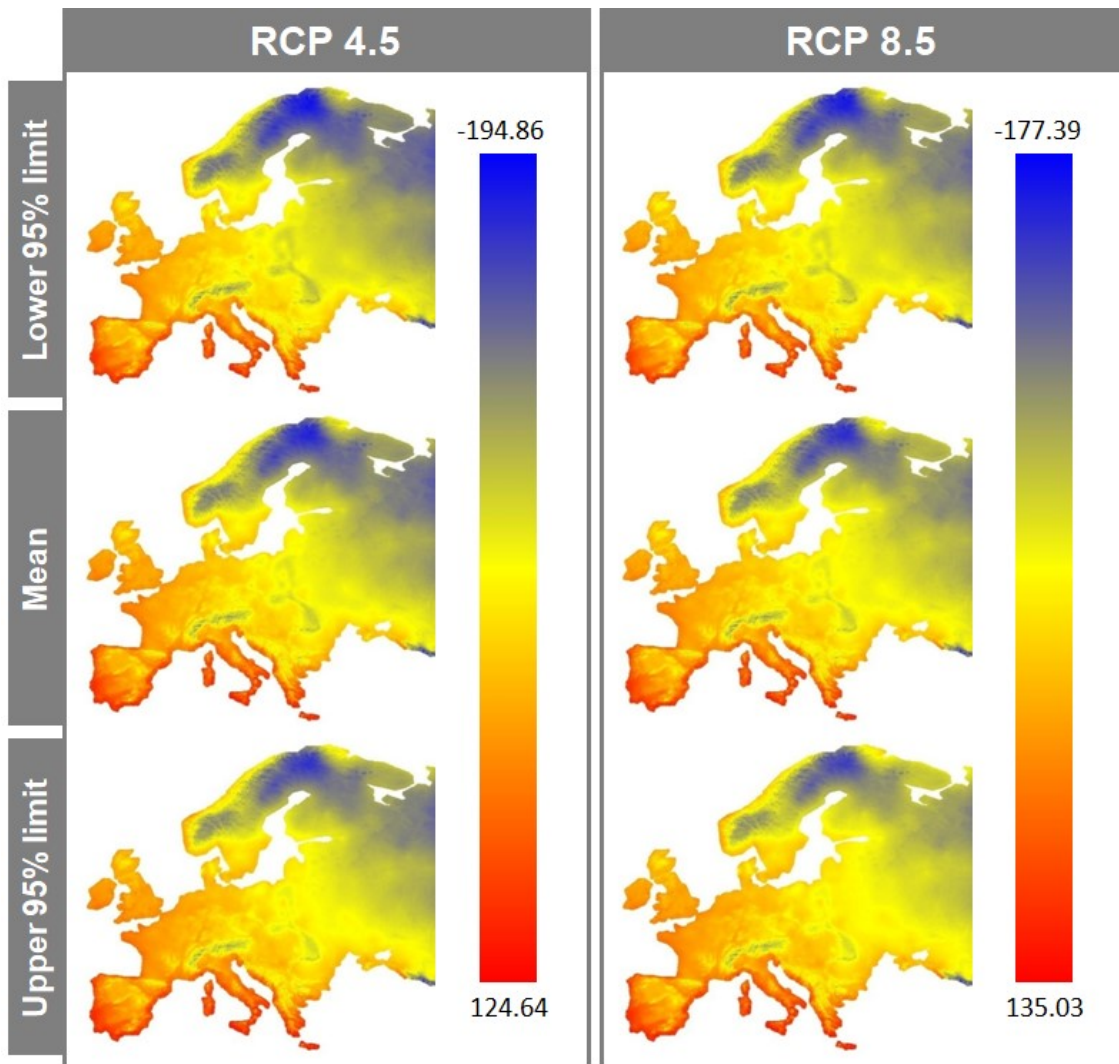 RCP 4.5
RCP 8.5
Lower 95% limit
-194.86
-177.39
Mean
Upper 95% limit
124.64
135.03